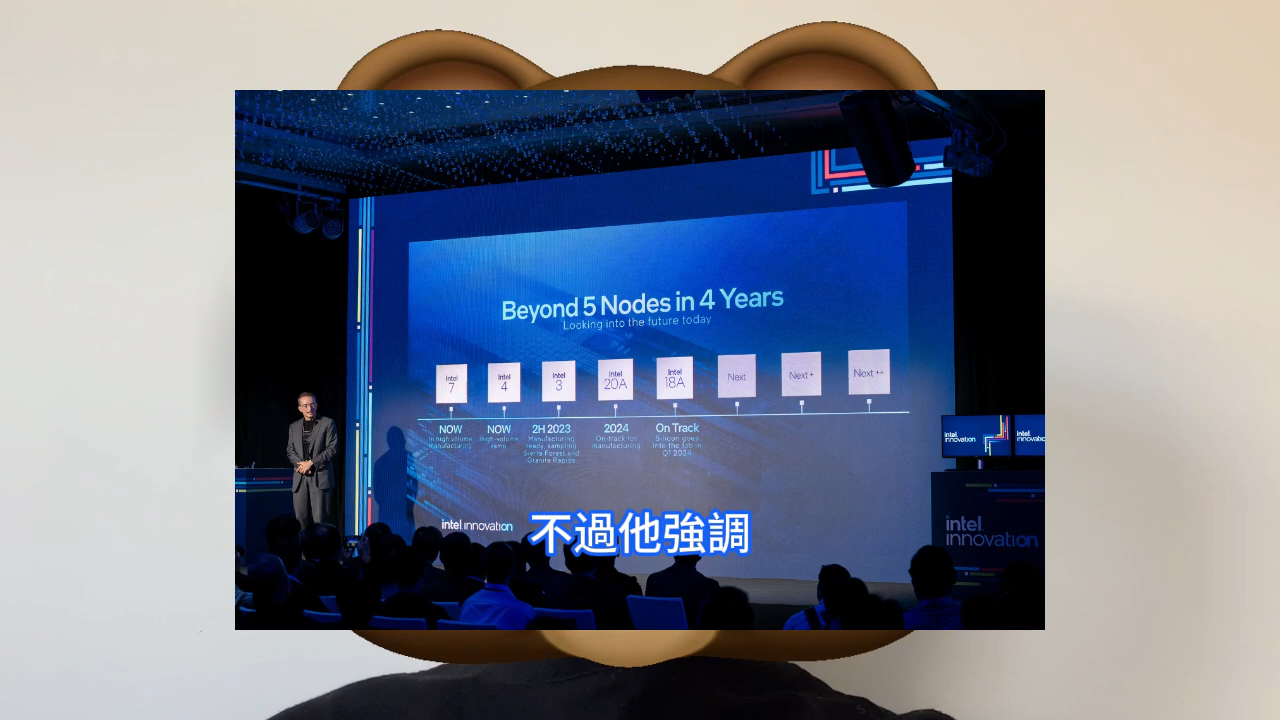 Beyond 5 Nodes in 4 Years
Looking into the future today
Intel 7
Intel 4
Intel 3
Intel 20A
Intel 18A
Next
Next+
Next ++
NOW
In high volume manufacturing
NOW
High-volume ramp
2H 2023
Manufacturing ready, sampling Sierra Forest and Granite Rapids
2024
On-track for manufacturing
On Track
Silicon goes into the fab in Q1 2024
intel innovation
不過他強調
intel innovation
intel
innovation